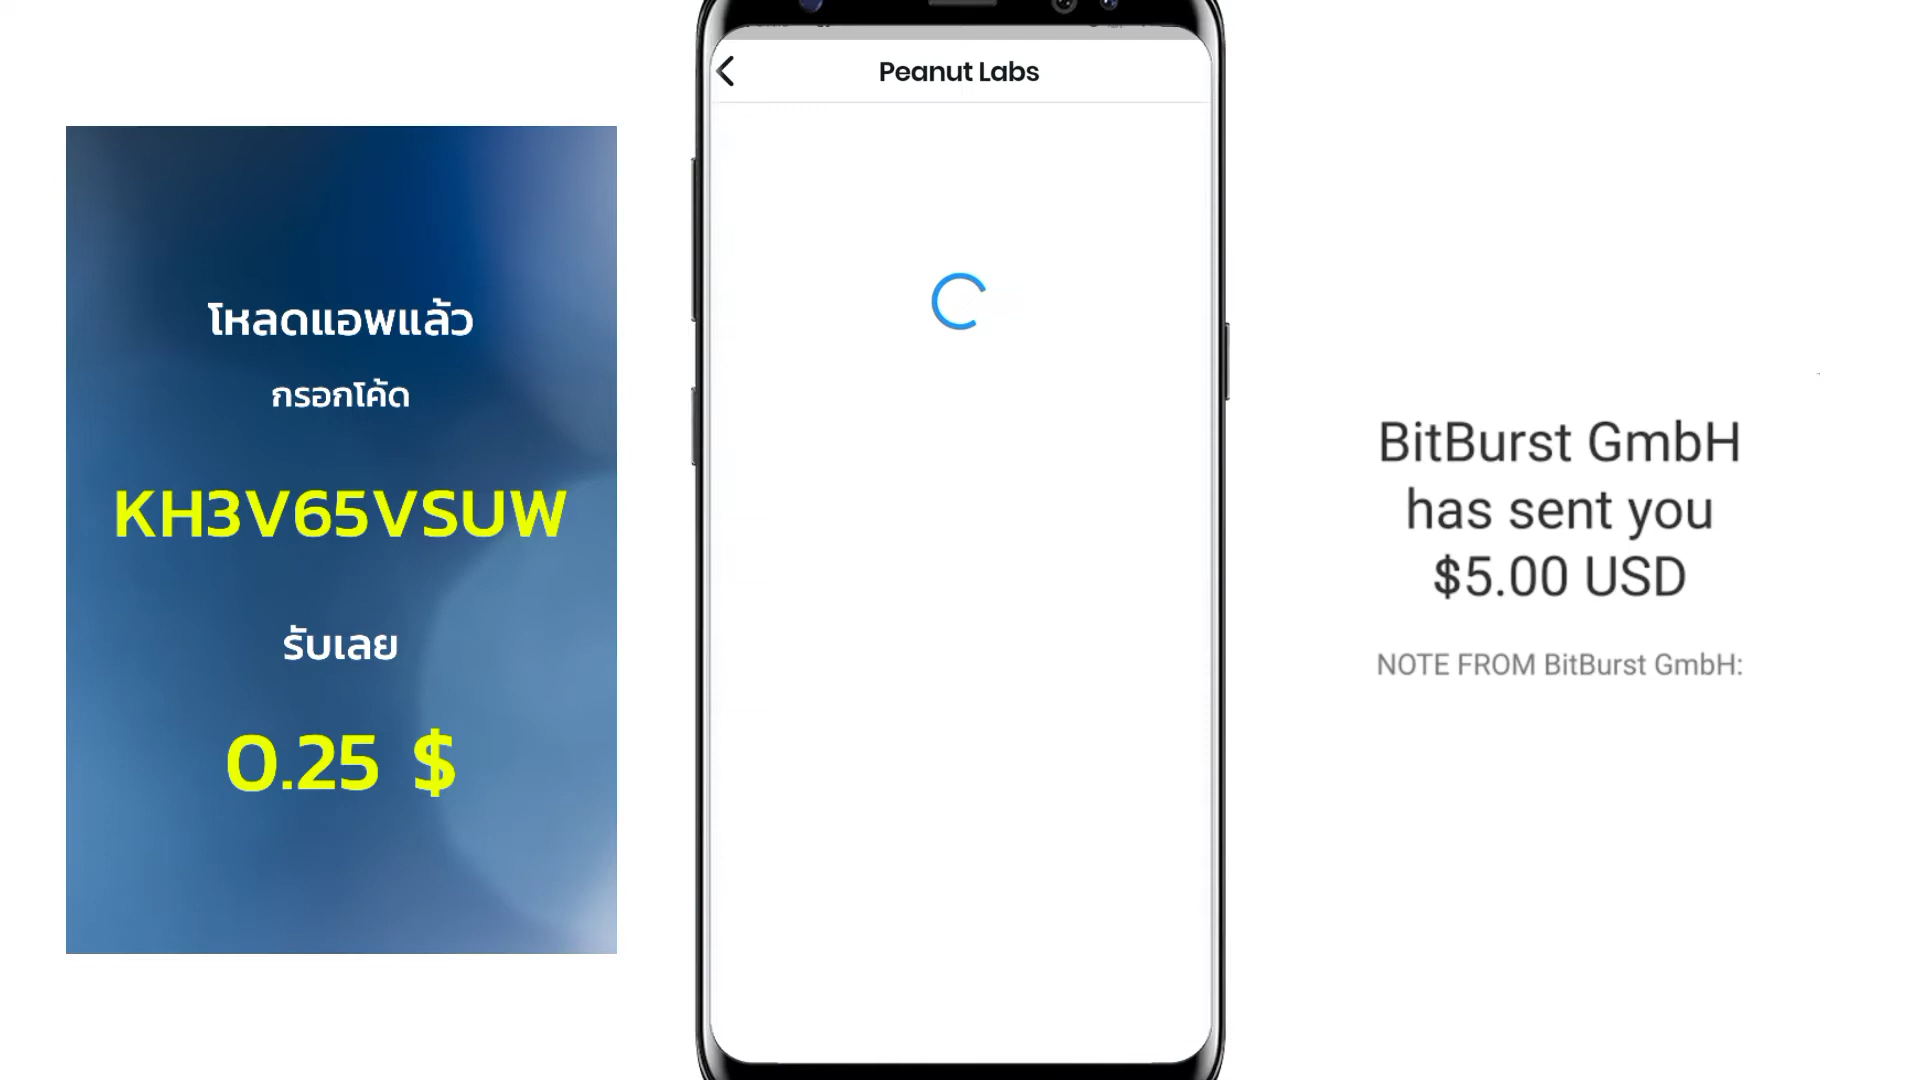 โหลดแอพแล้ว
กรอกโค้ด
KH3V65VSUW
รับเลย
0.25 $
Peanut Labs
BitBurst GmbH
has sent you
$5.00 USD
NOTE FROM BitBurst GmbH: